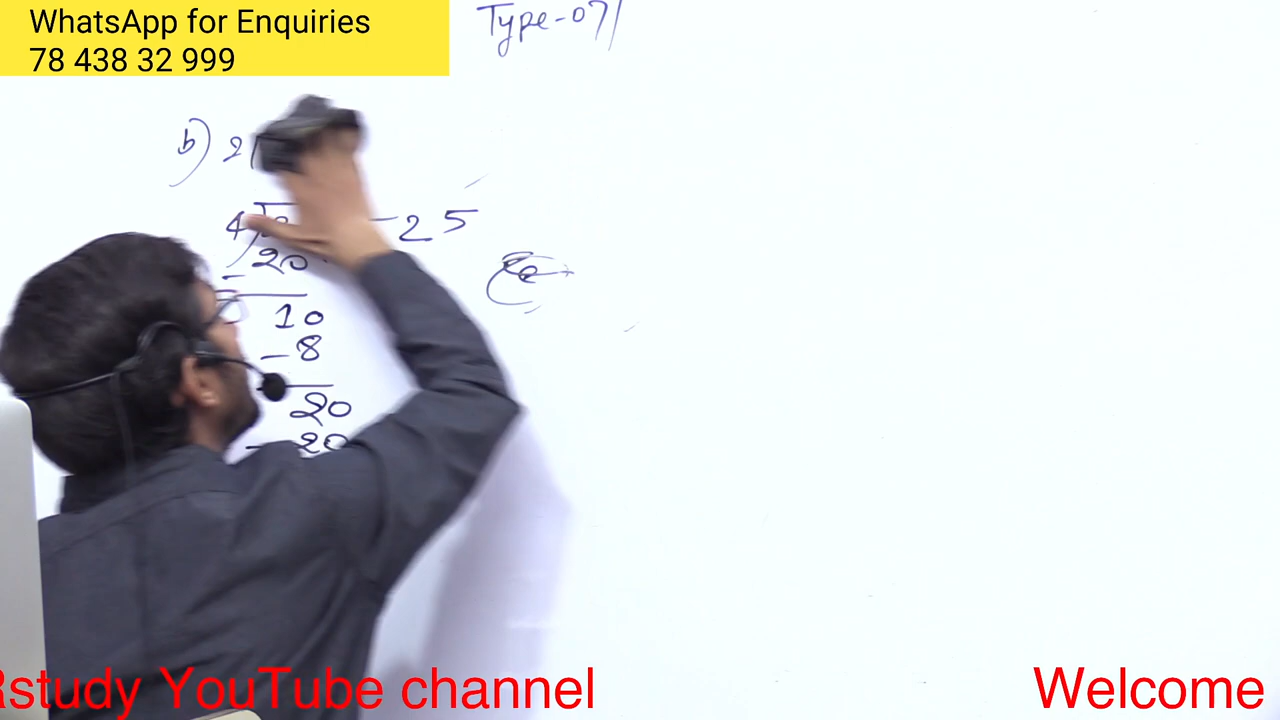 WhatsApp for Enquiries
78 438 32 999
Type-07
b) 2
4
25
20
10
-8
20
- 20
Rstudy YouTube channel
Welcome